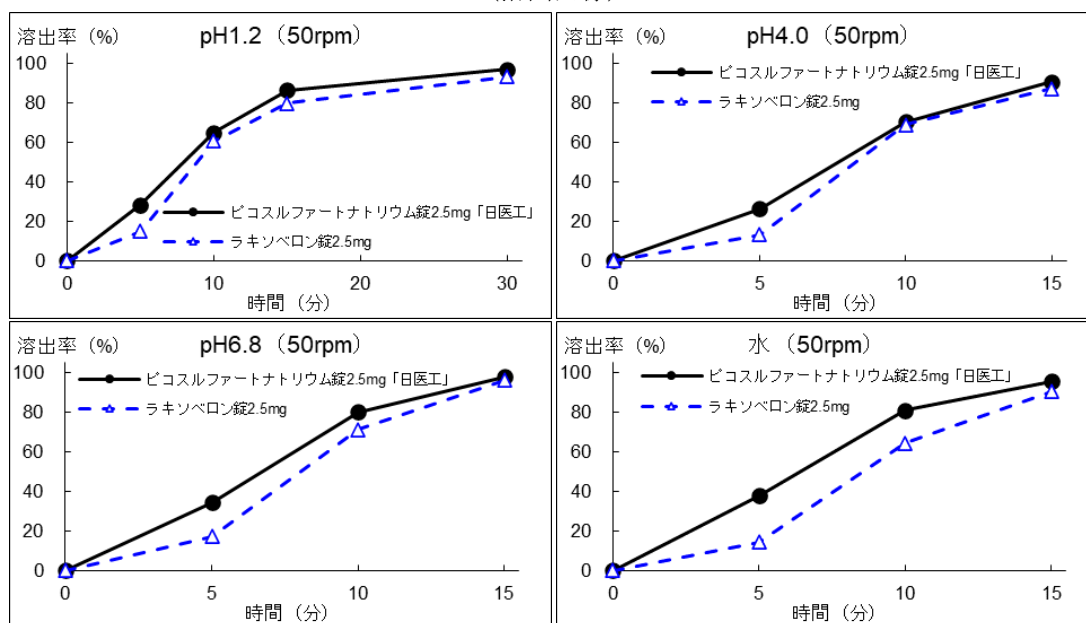 溶出率 (%)
pH1.2 (50rpm)
100
80
60
40
20
0
ピコスルファートナトリウム錠2.5mg「日医工」
ラキソベロン錠2.5mg
0 10 20 30
時間 (分)
溶出率 (%)
pH4.0 (50rpm)
100
80
60
40
20
0
ピコスルファートナトリウム錠2.5mg「日医工」
ラキソベロン錠2.5mg
0 5 10 15
時間 (分)
溶出率 (%)
pH6.8 (50rpm)
100
80
60
40
20
0
ピコスルファートナトリウム錠2.5mg「日医工」
ラキソベロン錠2.5mg
0 5 10 15
時間 (分)
溶出率 (%)
水 (50rpm)
100
80
60
40
20
0
ピコスルファートナトリウム錠2.5mg「日医工」
ラキソベロン錠2.5mg
0 5 10 15
時間 (分)